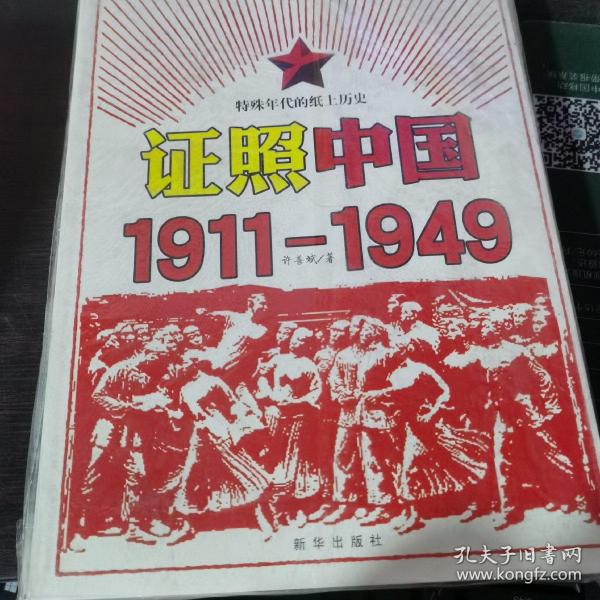 特殊年代的纸上历史
证照中国
1911-1949
许善斌/著
新华出版社
孔夫子旧书网
www.kongfz.com